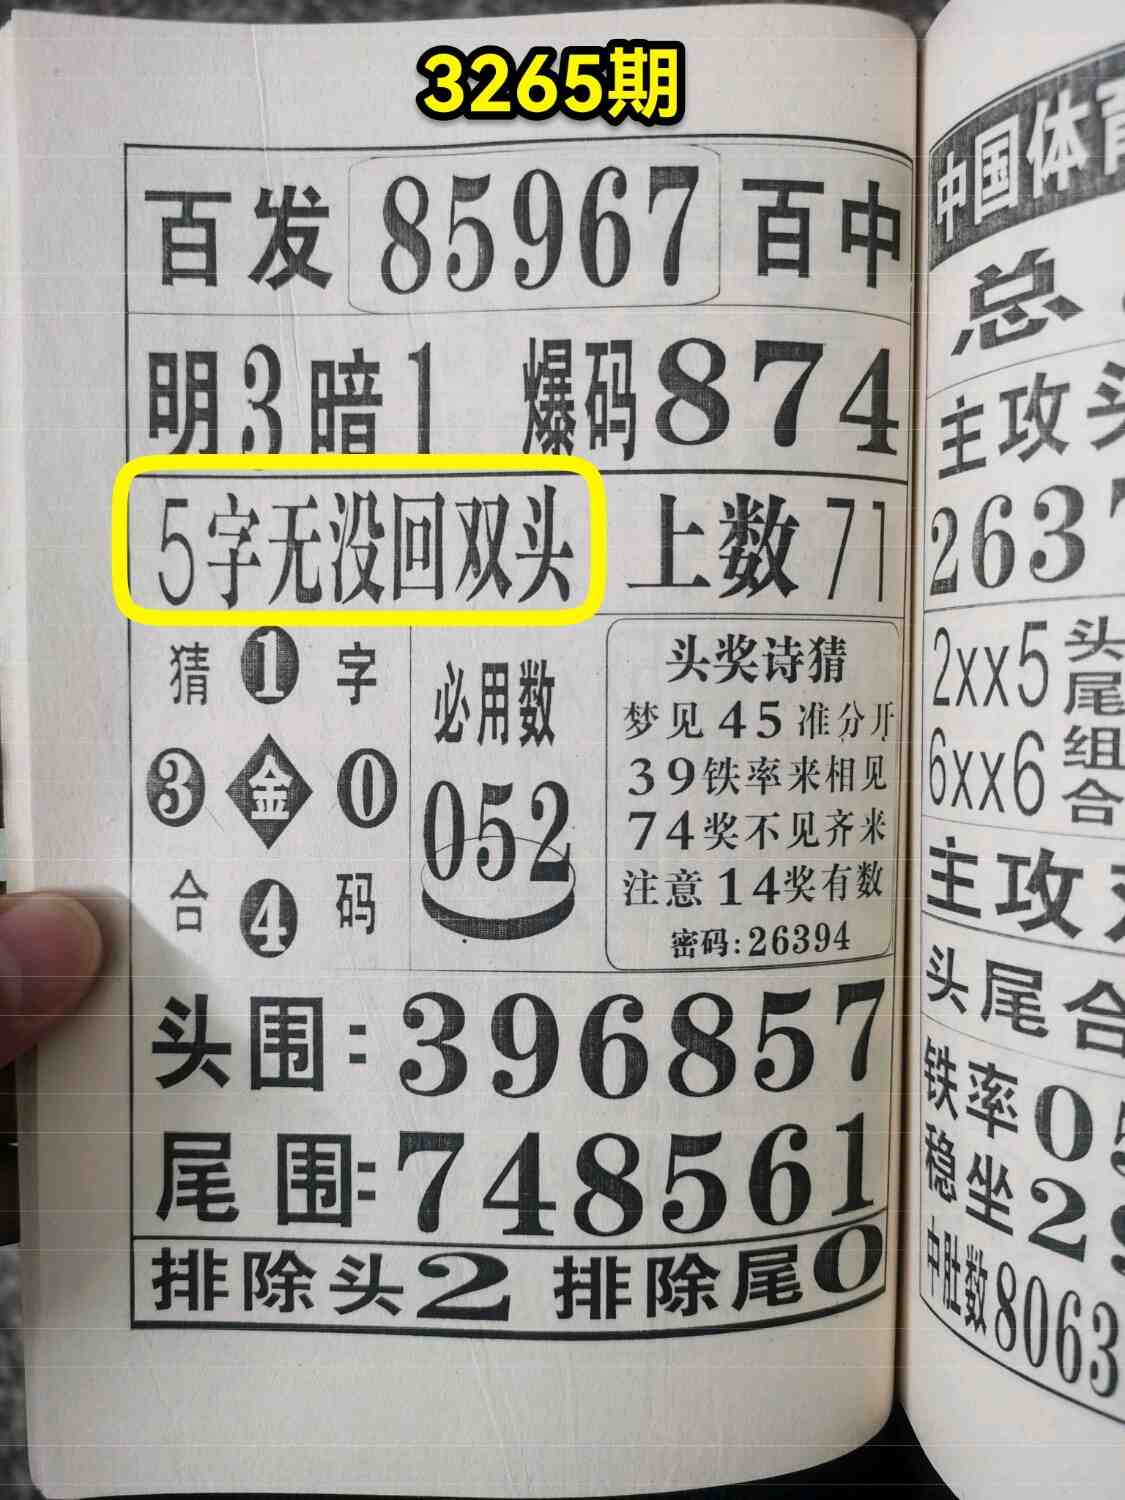 3265期
百发 85967 百中
明3暗1 爆码874
5字无没回双头 上数71
猜1字
3金0
合4码
必用数
052
头奖诗猜
梦见45准分开
39铁率来相见
74奖不见齐来
注意14奖有数
密码:26394
头围:396857
尾围:748561
排除头2 排除尾0
中国体育
总
主攻头
2637
2xx5
6xx6
头尾组合
主攻
头尾合
铁率0
稳坐2
中肚数8063